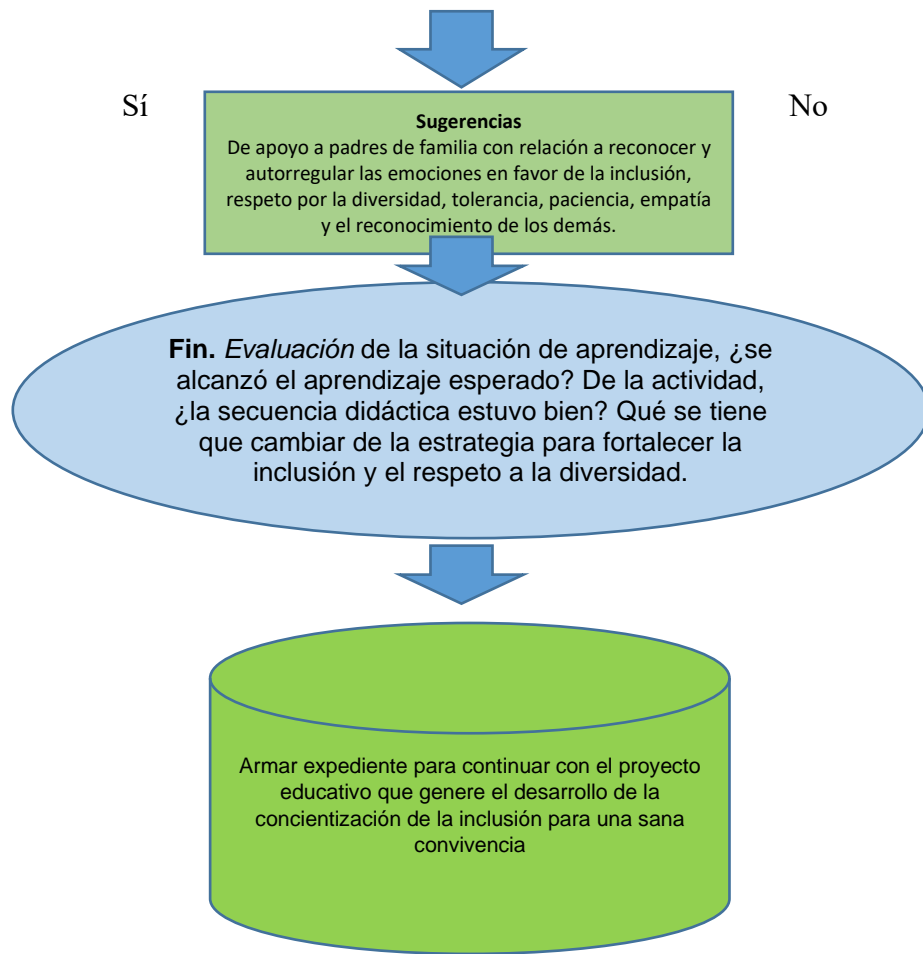 Sí
No
Sugerencias
De apoyo a padres de familia con relación a reconocer y
autorregular las emociones en favor de la inclusión,
respeto por la diversidad, tolerancia, paciencia, empatía
y el reconocimiento de los demás.
Fin. Evaluación de la situación de aprendizaje, ¿se
alcanzó el aprendizaje esperado? De la actividad,
¿la secuencia didáctica estuvo bien? Qué se tiene
que cambiar de la estrategia para fortalecer la
inclusión y el respeto a la diversidad.
Armar expediente para continuar con el proyecto
educativo que genere el desarrollo de la
concientización de la inclusión para una sana
convivencia